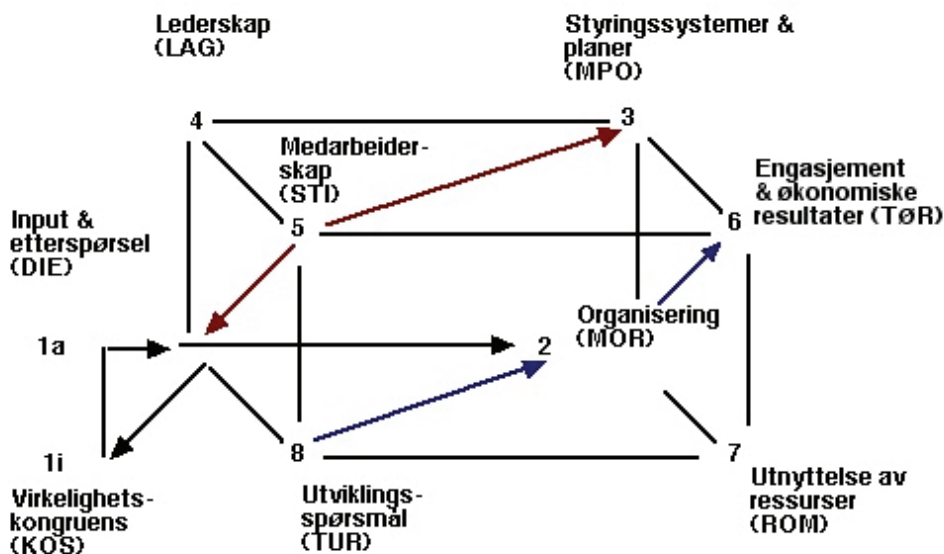 Lederskap
(LAG)
Styringssystemer &
planer
(MPO)
4
3
Medarbeider-
skap
(STI)
Engasjement
& økonomiske
resultater (TØR)
Input &
etterspørsel
(DIE)
5
6
Organisering
(MOR)
1a
2
1i
8
7
Virkelighets-
kongruens
(KOS)
Utviklings-
spørsmål
(TUR)
Utnyttelse av
ressurser
(ROM)